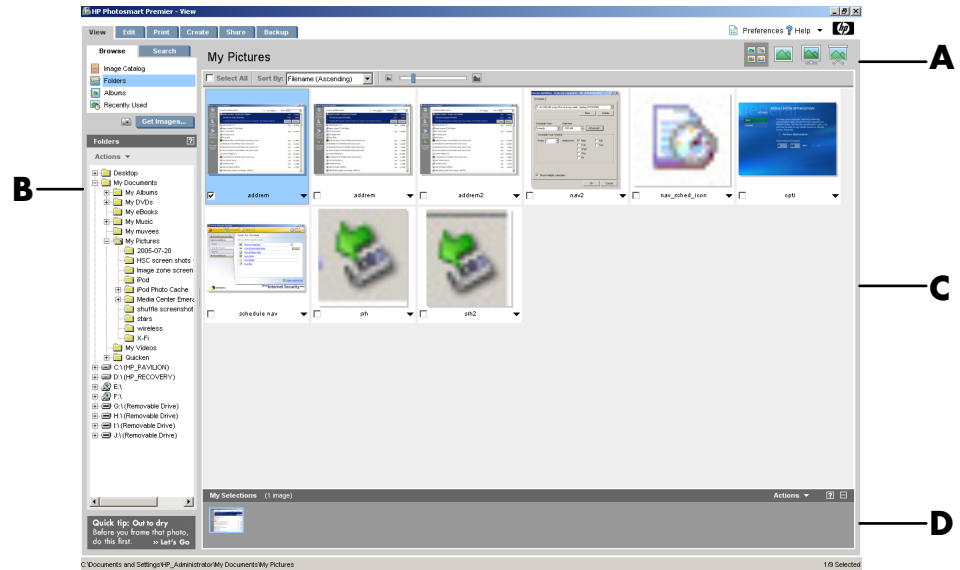 HP Photosmart Premier - View
View Edit Print Create Share Backup
Preferences ? Help
hp
Browse Search
My Pictures
A
Image Catalog
Folders
Albums
Recently Used
Get Images...
Select All Sort By: Filename (Ascending)
Folders ?
Actions
B
Desktop
My Documents
My Albums
My DVDs
My eBooks
My Music
My muvees
My Pictures
2005-07-20
HSC screen shots
Image zone screen
iPod
iPod Photo Cache
Media Center Emer
shuffle screenshot
stars
wireless
X-Fi
My Videos
Quicken
C:\ (HP_PAVILION)
D:\ (HP_RECOVERY)
E:\
F:\
G:\ (Removable Drive)
H:\ (Removable Drive)
I:\ (Removable Drive)
J:\ (Removable Drive)
addrem addrem addrem2 nav2 nav_sched_icon opti
Internet Security
schedule nav srh srh2
C
My Selections (1 image) Actions ?
D
Quick tip: Out to dry
Before you frame that photo,
do this first. >> Let's Go
C:\Documents and Settings\HP_Administrator\My Documents\My Pictures 1/9 Selected